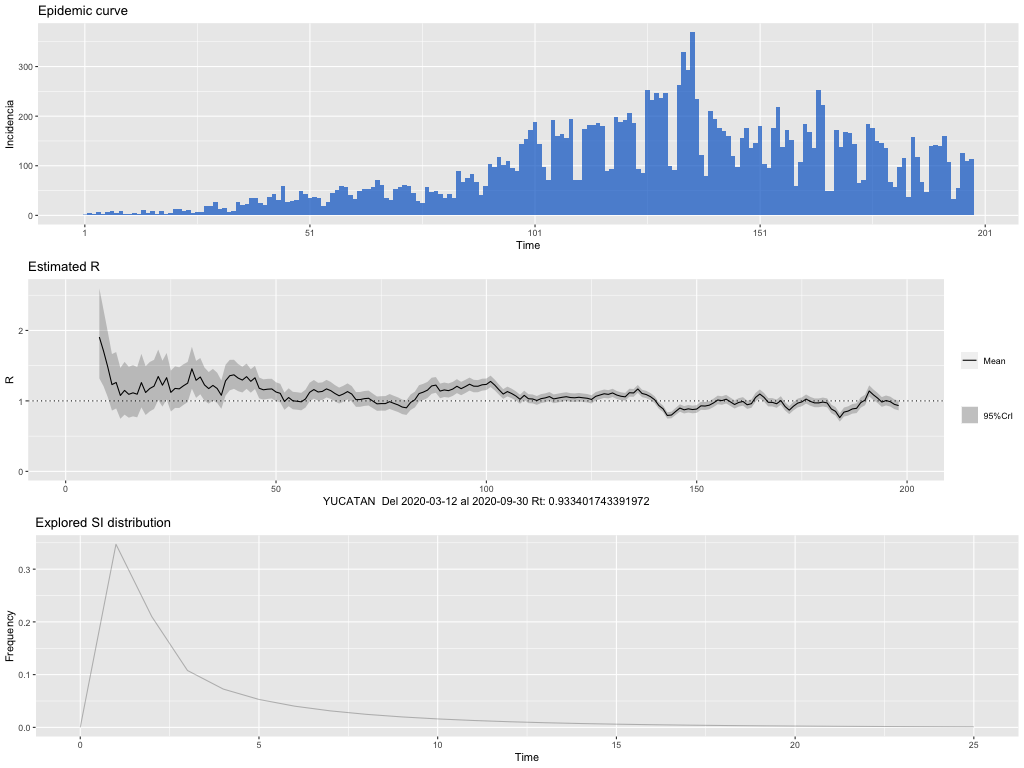 Epidemic curve
Incidencia
300
200
100
0
1
51
101
151
201
Time
Estimated R
R
2
1
0
0
50
100
150
200
YUCATAN Del 2020-03-12 al 2020-09-30 Rt: 0.933401743391972
Mean
95%CrI
Explored SI distribution
Frequency
0.3
0.2
0.1
0.0
0
5
10
15
20
25
Time